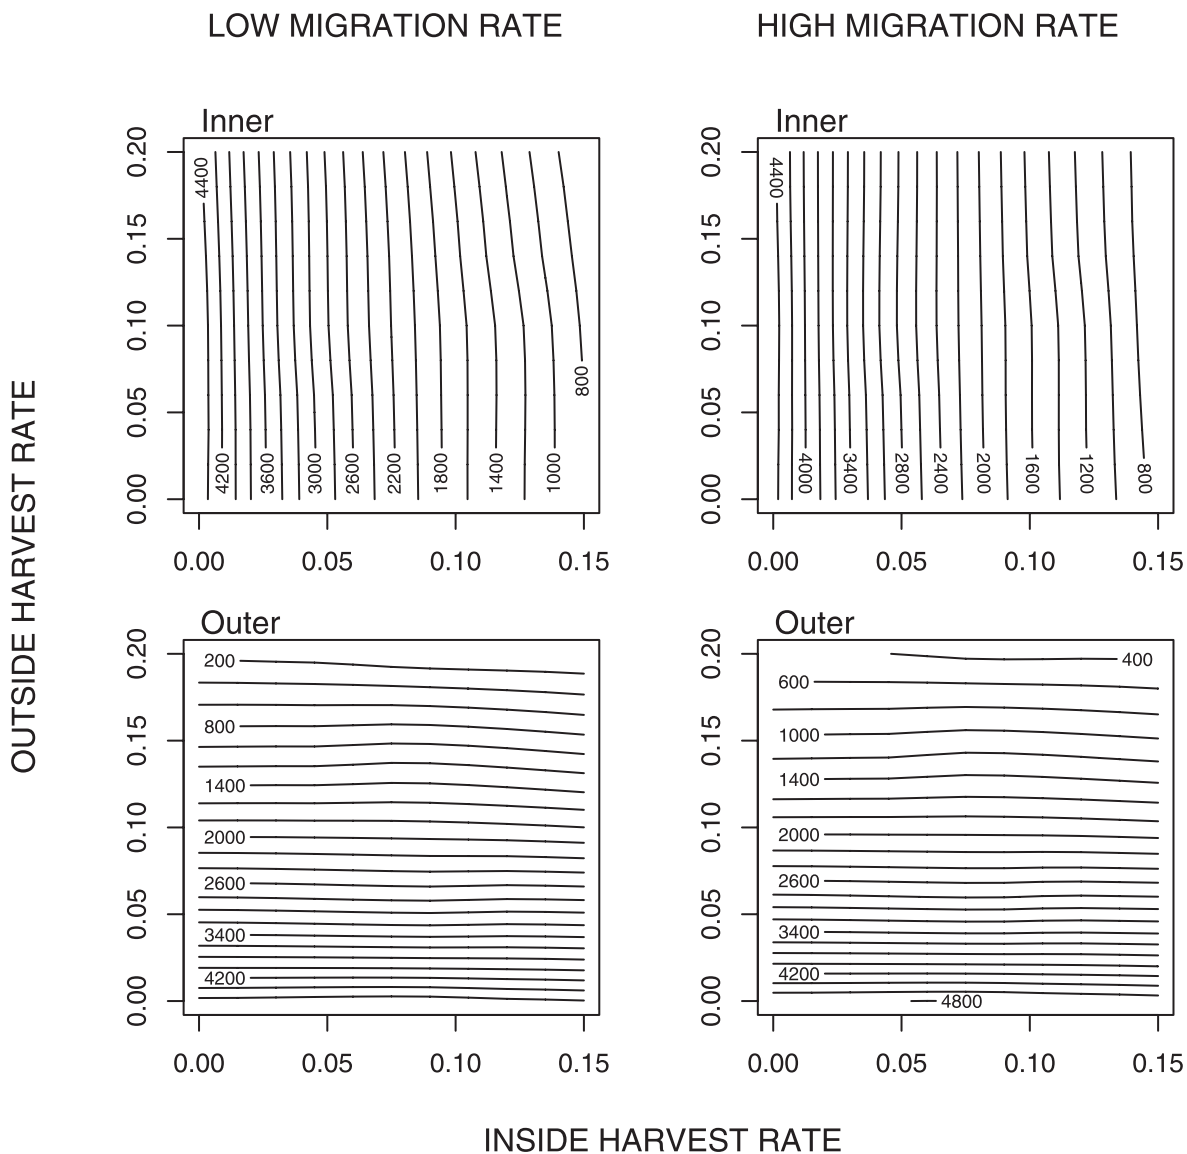 LOW MIGRATION RATE HIGH MIGRATION RATE
Inner Inner
0.20 0.20
4400 4400
0.15 0.15
0.10 0.10
800
0.05 0.05
4200 3600 3000 2600 2200 1800 1400 1000 4000 3400 2800 2400 2000 1600 1200 800
0.00 0.00
0.00 0.05 0.10 0.15 0.00 0.05 0.10 0.15
OUTSIDE HARVEST RATE
Outer Outer
0.20 200 0.20 400
600
800 1000
0.15 0.15
1400 1400
0.10 2000 0.10 2000
2600 2600
0.05 3400 0.05 3400
4200 4200
0.00 0.00 4800
0.00 0.05 0.10 0.15 0.00 0.05 0.10 0.15
INSIDE HARVEST RATE